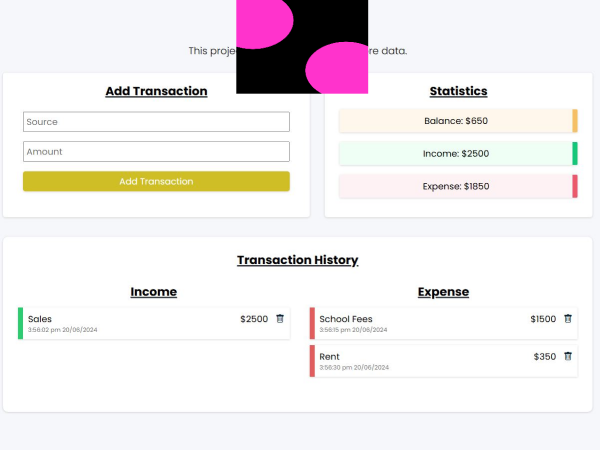 This
re data.
Add Transaction
Source
Amount
Add Transaction
Statistics
Balance: $650
Income: $2500
Expense: $1850
Transaction History
Income
Sales
$2500
3:56:02 pm 20/06/2024
Expense
School Fees
$1500
3:56:15 pm 20/06/2024
Rent
$350
3:56:30 pm 20/06/2024